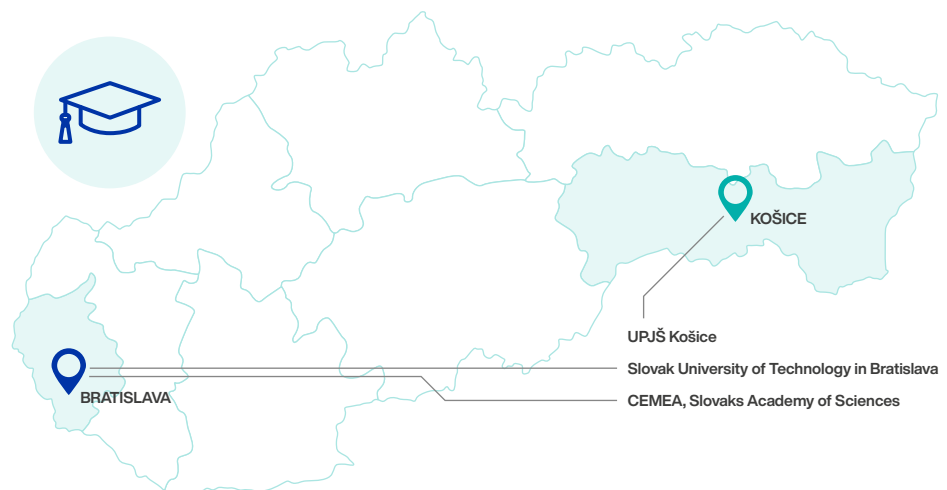 KOŠICE
UPJŠ Košice
Slovak University of Technology in Bratislava
BRATISLAVA
CEMEA, Slovaks Academy of Sciences